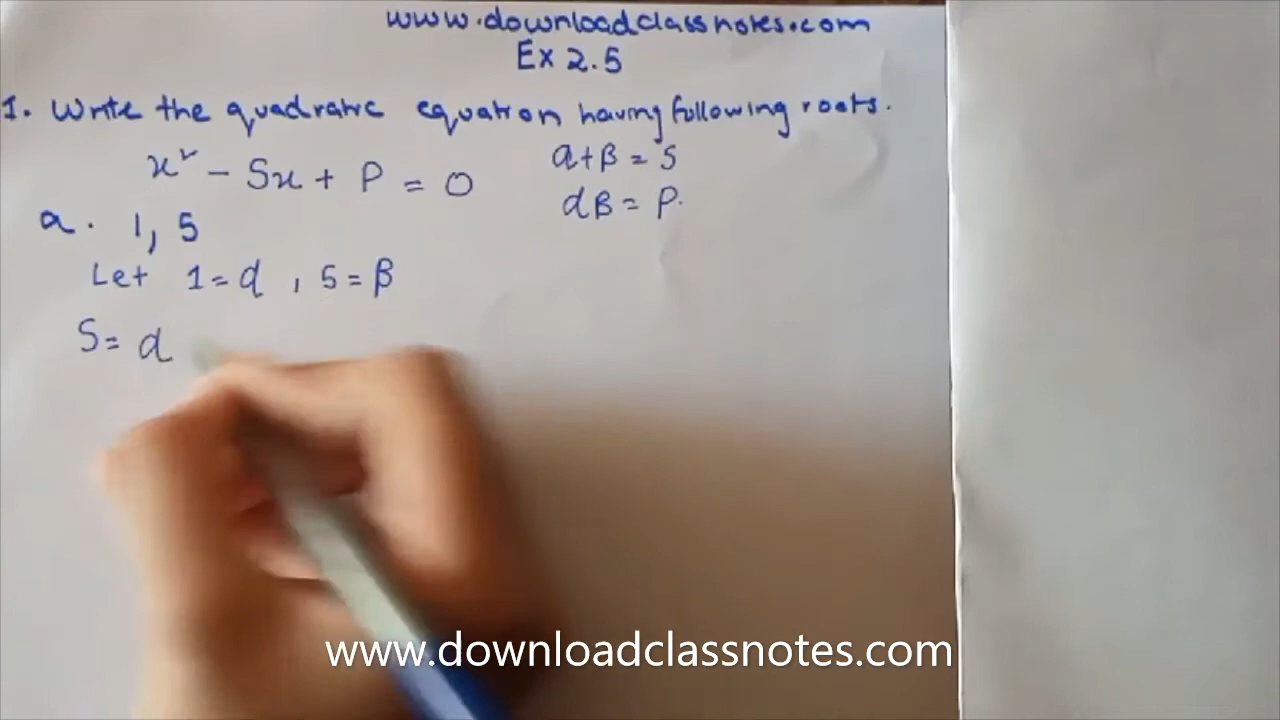 www.downloadclassnotes.com
Ex 2.5
1. Write the quadratic equation having following roots.
x² - Sx + P = 0
α+β = S
αβ = P.
a. 1, 5
Let 1=α , 5=β
S= α
www.downloadclassnotes.com